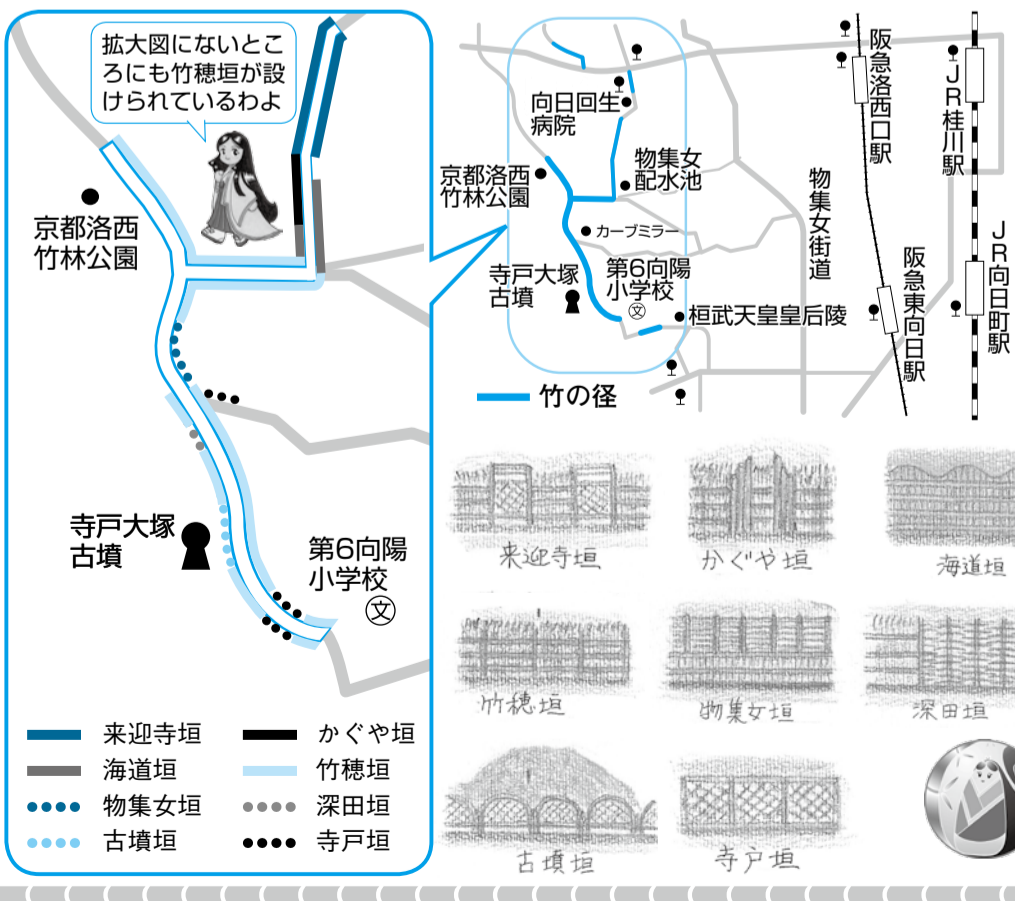 拡大図にないとこ
ろにも竹穂垣が設
けられているわよ
京都洛西
竹林公園
寺戸大塚
古墳
第6向陽
小学校
文
来迎寺垣
かぐや垣
海道垣
竹穂垣
物集女垣
深田垣
古墳垣
寺戸垣
向日回生
病院
京都洛西
竹林公園
物集女
配水池
カーブミラー
寺戸大塚
古墳
第6向陽
小学校
文
桓武天皇皇后陵
竹の径
物集女街道
阪急洛西口駅
JR桂川駅
阪急東向日駅
JR向日町駅
来迎寺垣
かぐや垣
海道垣
竹穂垣
物集女垣
深田垣
古墳垣
寺戸垣